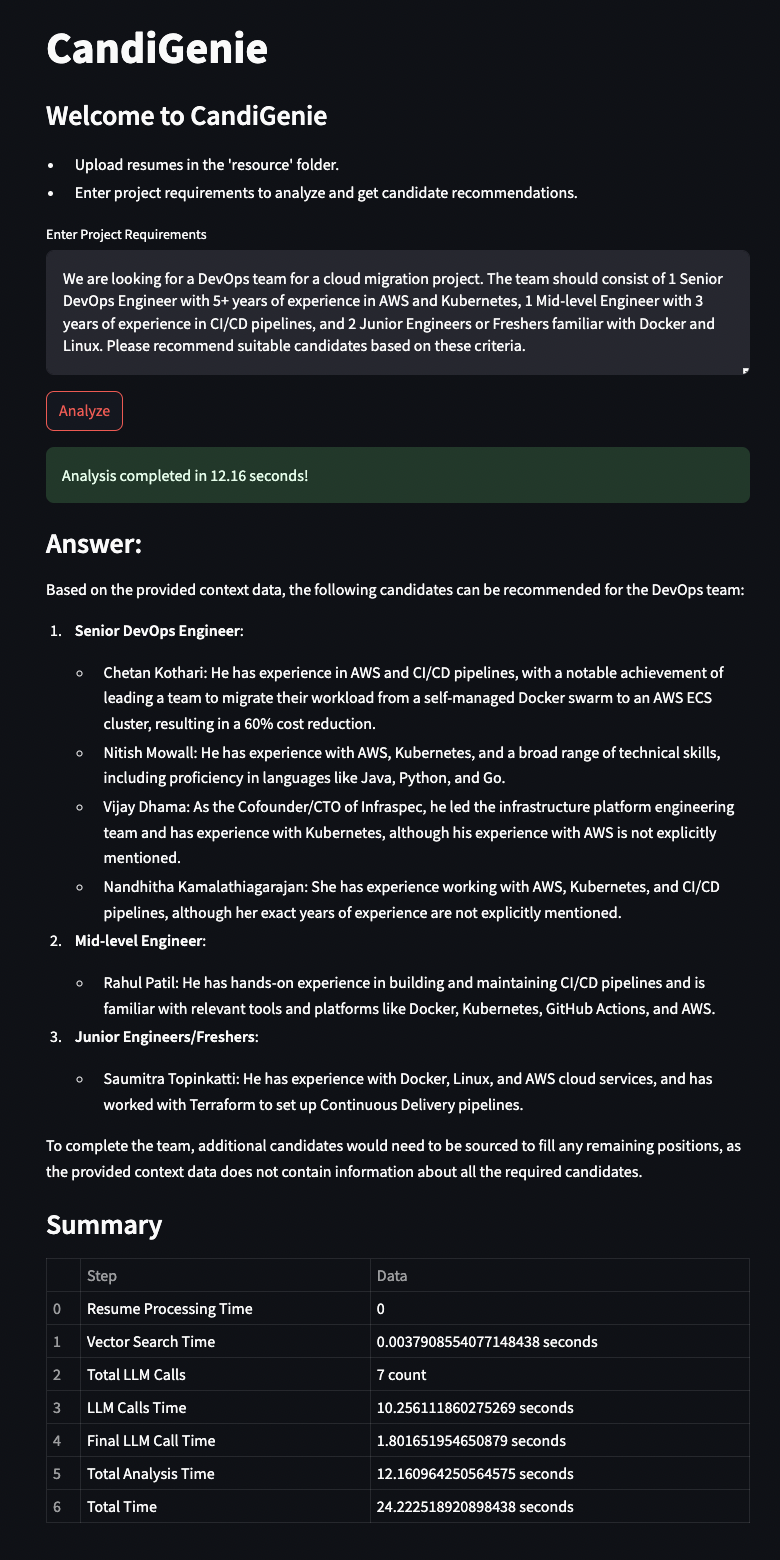 CandiGenie
Welcome to CandiGenie
• Upload resumes in the 'resource' folder.
• Enter project requirements to analyze and get candidate recommendations.
Enter Project Requirements
We are looking for a DevOps team for a cloud migration project. The team should consist of 1 Senior
DevOps Engineer with 5+ years of experience in AWS and Kubernetes, 1 Mid-level Engineer with 3
years of experience in CI/CD pipelines, and 2 Junior Engineers or Freshers familiar with Docker and
Linux. Please recommend suitable candidates based on these criteria.
Analyze
Analysis completed in 12.16 seconds!
Answer:
Based on the provided context data, the following candidates can be recommended for the DevOps team:
1. Senior DevOps Engineer:
◦ Chetan Kothari: He has experience in AWS and CI/CD pipelines, with a notable achievement of
leading a team to migrate their workload from a self-managed Docker swarm to an AWS ECS
cluster, resulting in a 60% cost reduction.
◦ Nitish Mowall: He has experience with AWS, Kubernetes, and a broad range of technical skills,
including proficiency in languages like Java, Python, and Go.
◦ Vijay Dhama: As the Cofounder/CTO of Infraspec, he led the infrastructure platform engineering
team and has experience with Kubernetes, although his experience with AWS is not explicitly
mentioned.
◦ Nandhitha Kamalathiagarajan: She has experience working with AWS, Kubernetes, and CI/CD
pipelines, although her exact years of experience are not explicitly mentioned.
2. Mid-level Engineer:
◦ Rahul Patil: He has hands-on experience in building and maintaining CI/CD pipelines and is
familiar with relevant tools and platforms like Docker, Kubernetes, GitHub Actions, and AWS.
3. Junior Engineers/Freshers:
◦ Saumitra Topinkatti: He has experience with Docker, Linux, and AWS cloud services, and has
worked with Terraform to set up Continuous Delivery pipelines.
To complete the team, additional candidates would need to be sourced to fill any remaining positions, as
the provided context data does not contain information about all the required candidates.
Summary
Step Data
0 Resume Processing Time 0
1 Vector Search Time 0.0037908554077148438 seconds
2 Total LLM Calls 7 count
3 LLM Calls Time 10.256111860275269 seconds
4 Final LLM Call Time 1.801651954650879 seconds
5 Total Analysis Time 12.160964250564575 seconds
6 Total Time 24.222518920898438 seconds